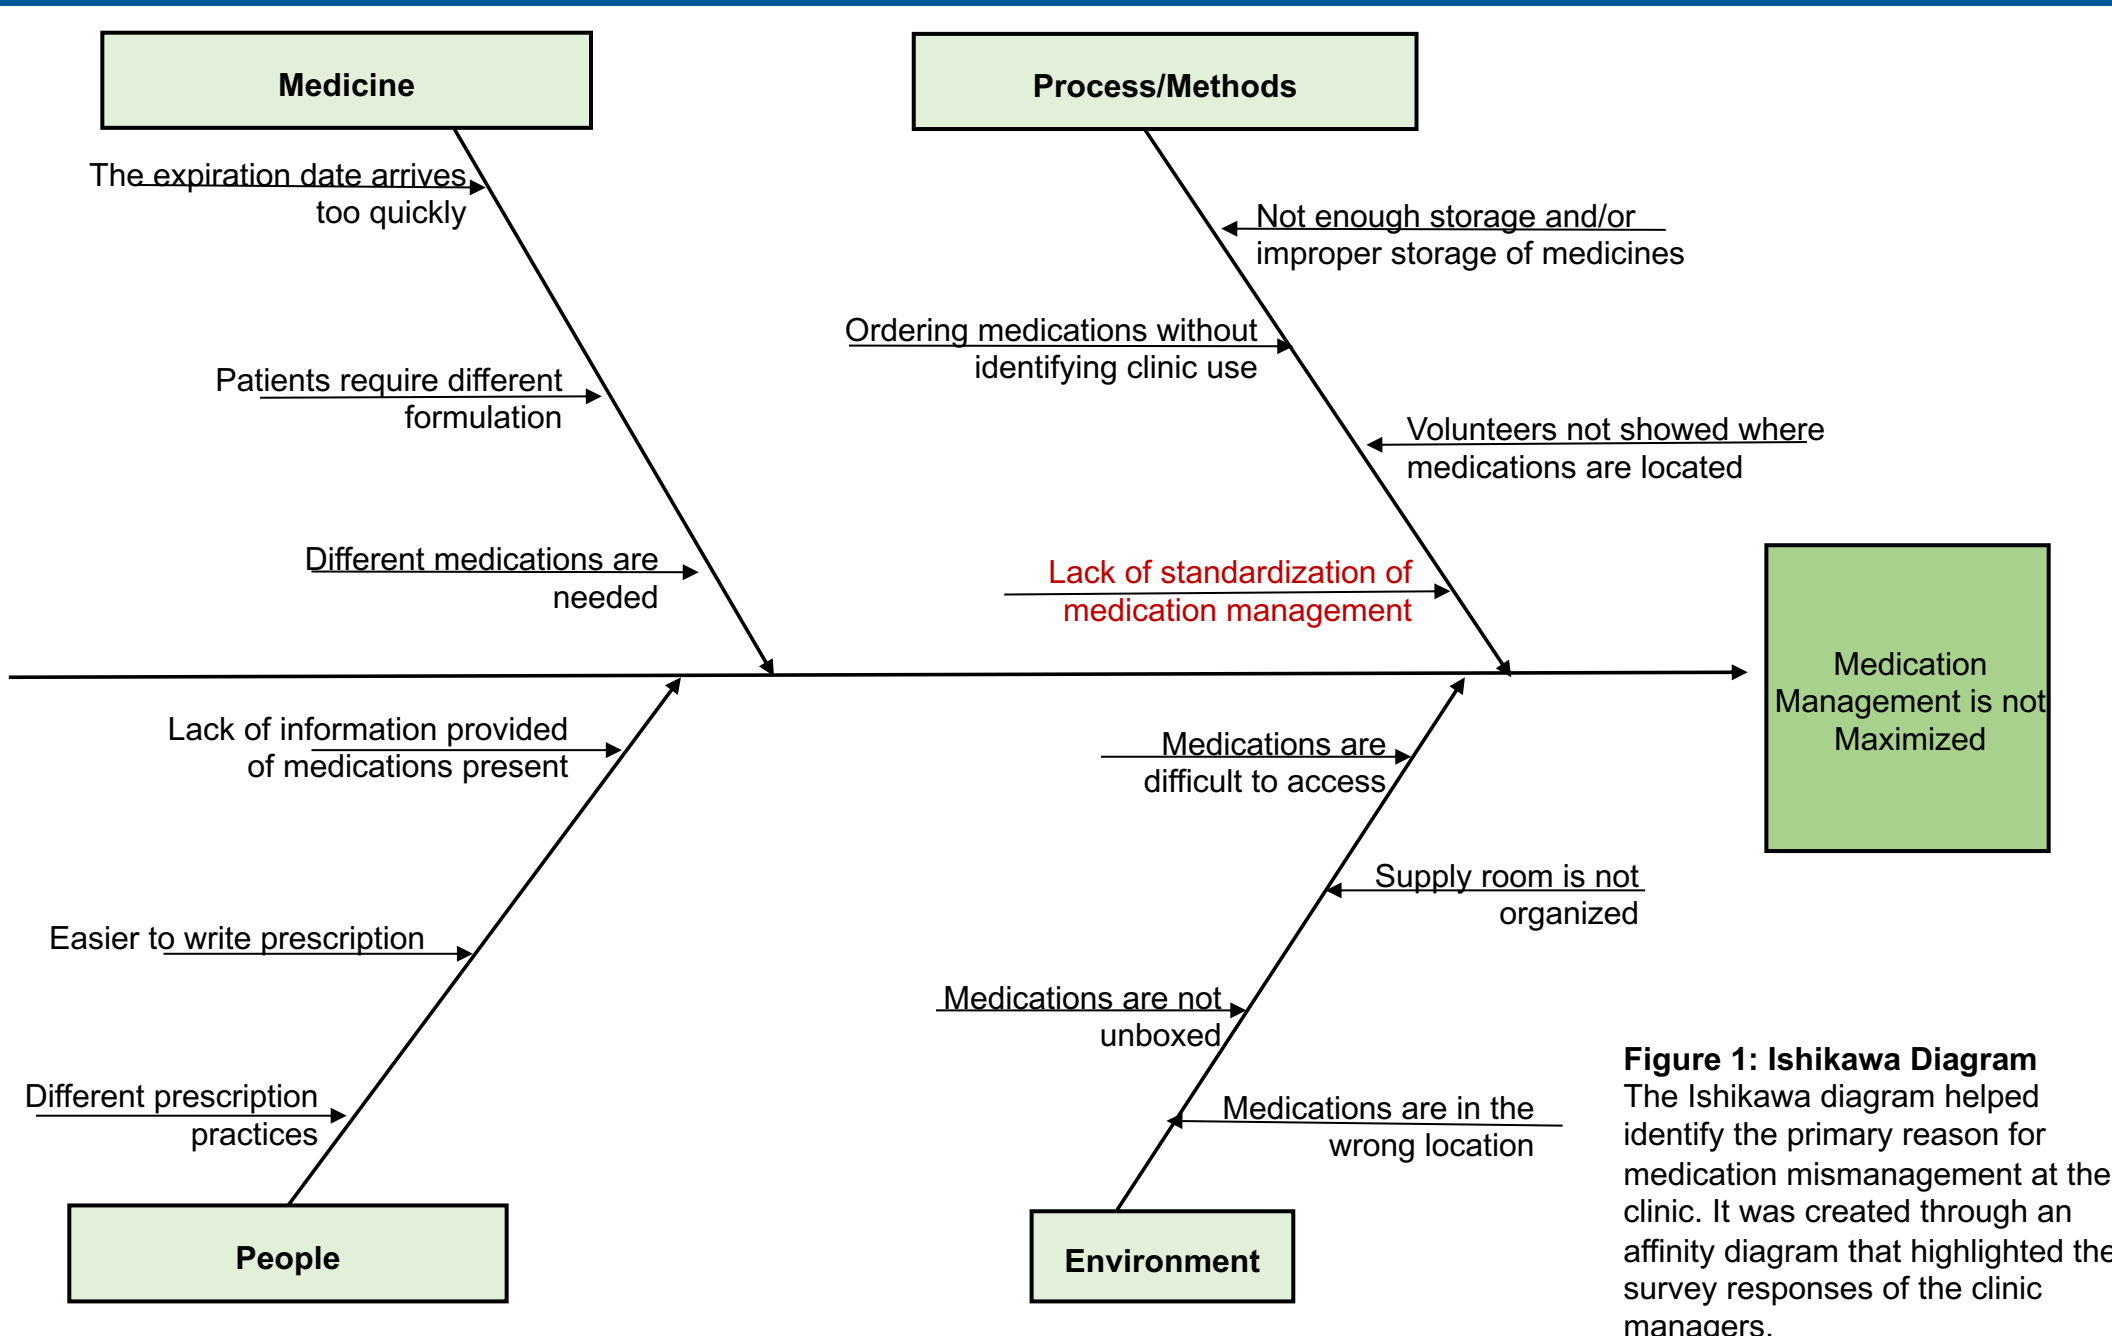 Medicine
Process/Methods
The expiration date arrives
too quickly
Not enough storage and/or
improper storage of medicines
Ordering medications without
identifying clinic use
Patients require different
formulation
Volunteers not showed where
medications are located
Different medications are
needed
Lack of standardization of
medication management
Medication
Management is not
Maximized
Lack of information provided
of medications present
Medications are
difficult to access
Supply room is not
organized
Easier to write prescription
Medications are not
unboxed
Different prescription
practices
Medications are in the
wrong location
People
Environment
Figure 1: Ishikawa Diagram
The Ishikawa diagram helped
identify the primary reason for
medication mismanagement at the
clinic. It was created through an
affinity diagram that highlighted the
survey responses of the clinic
managers.